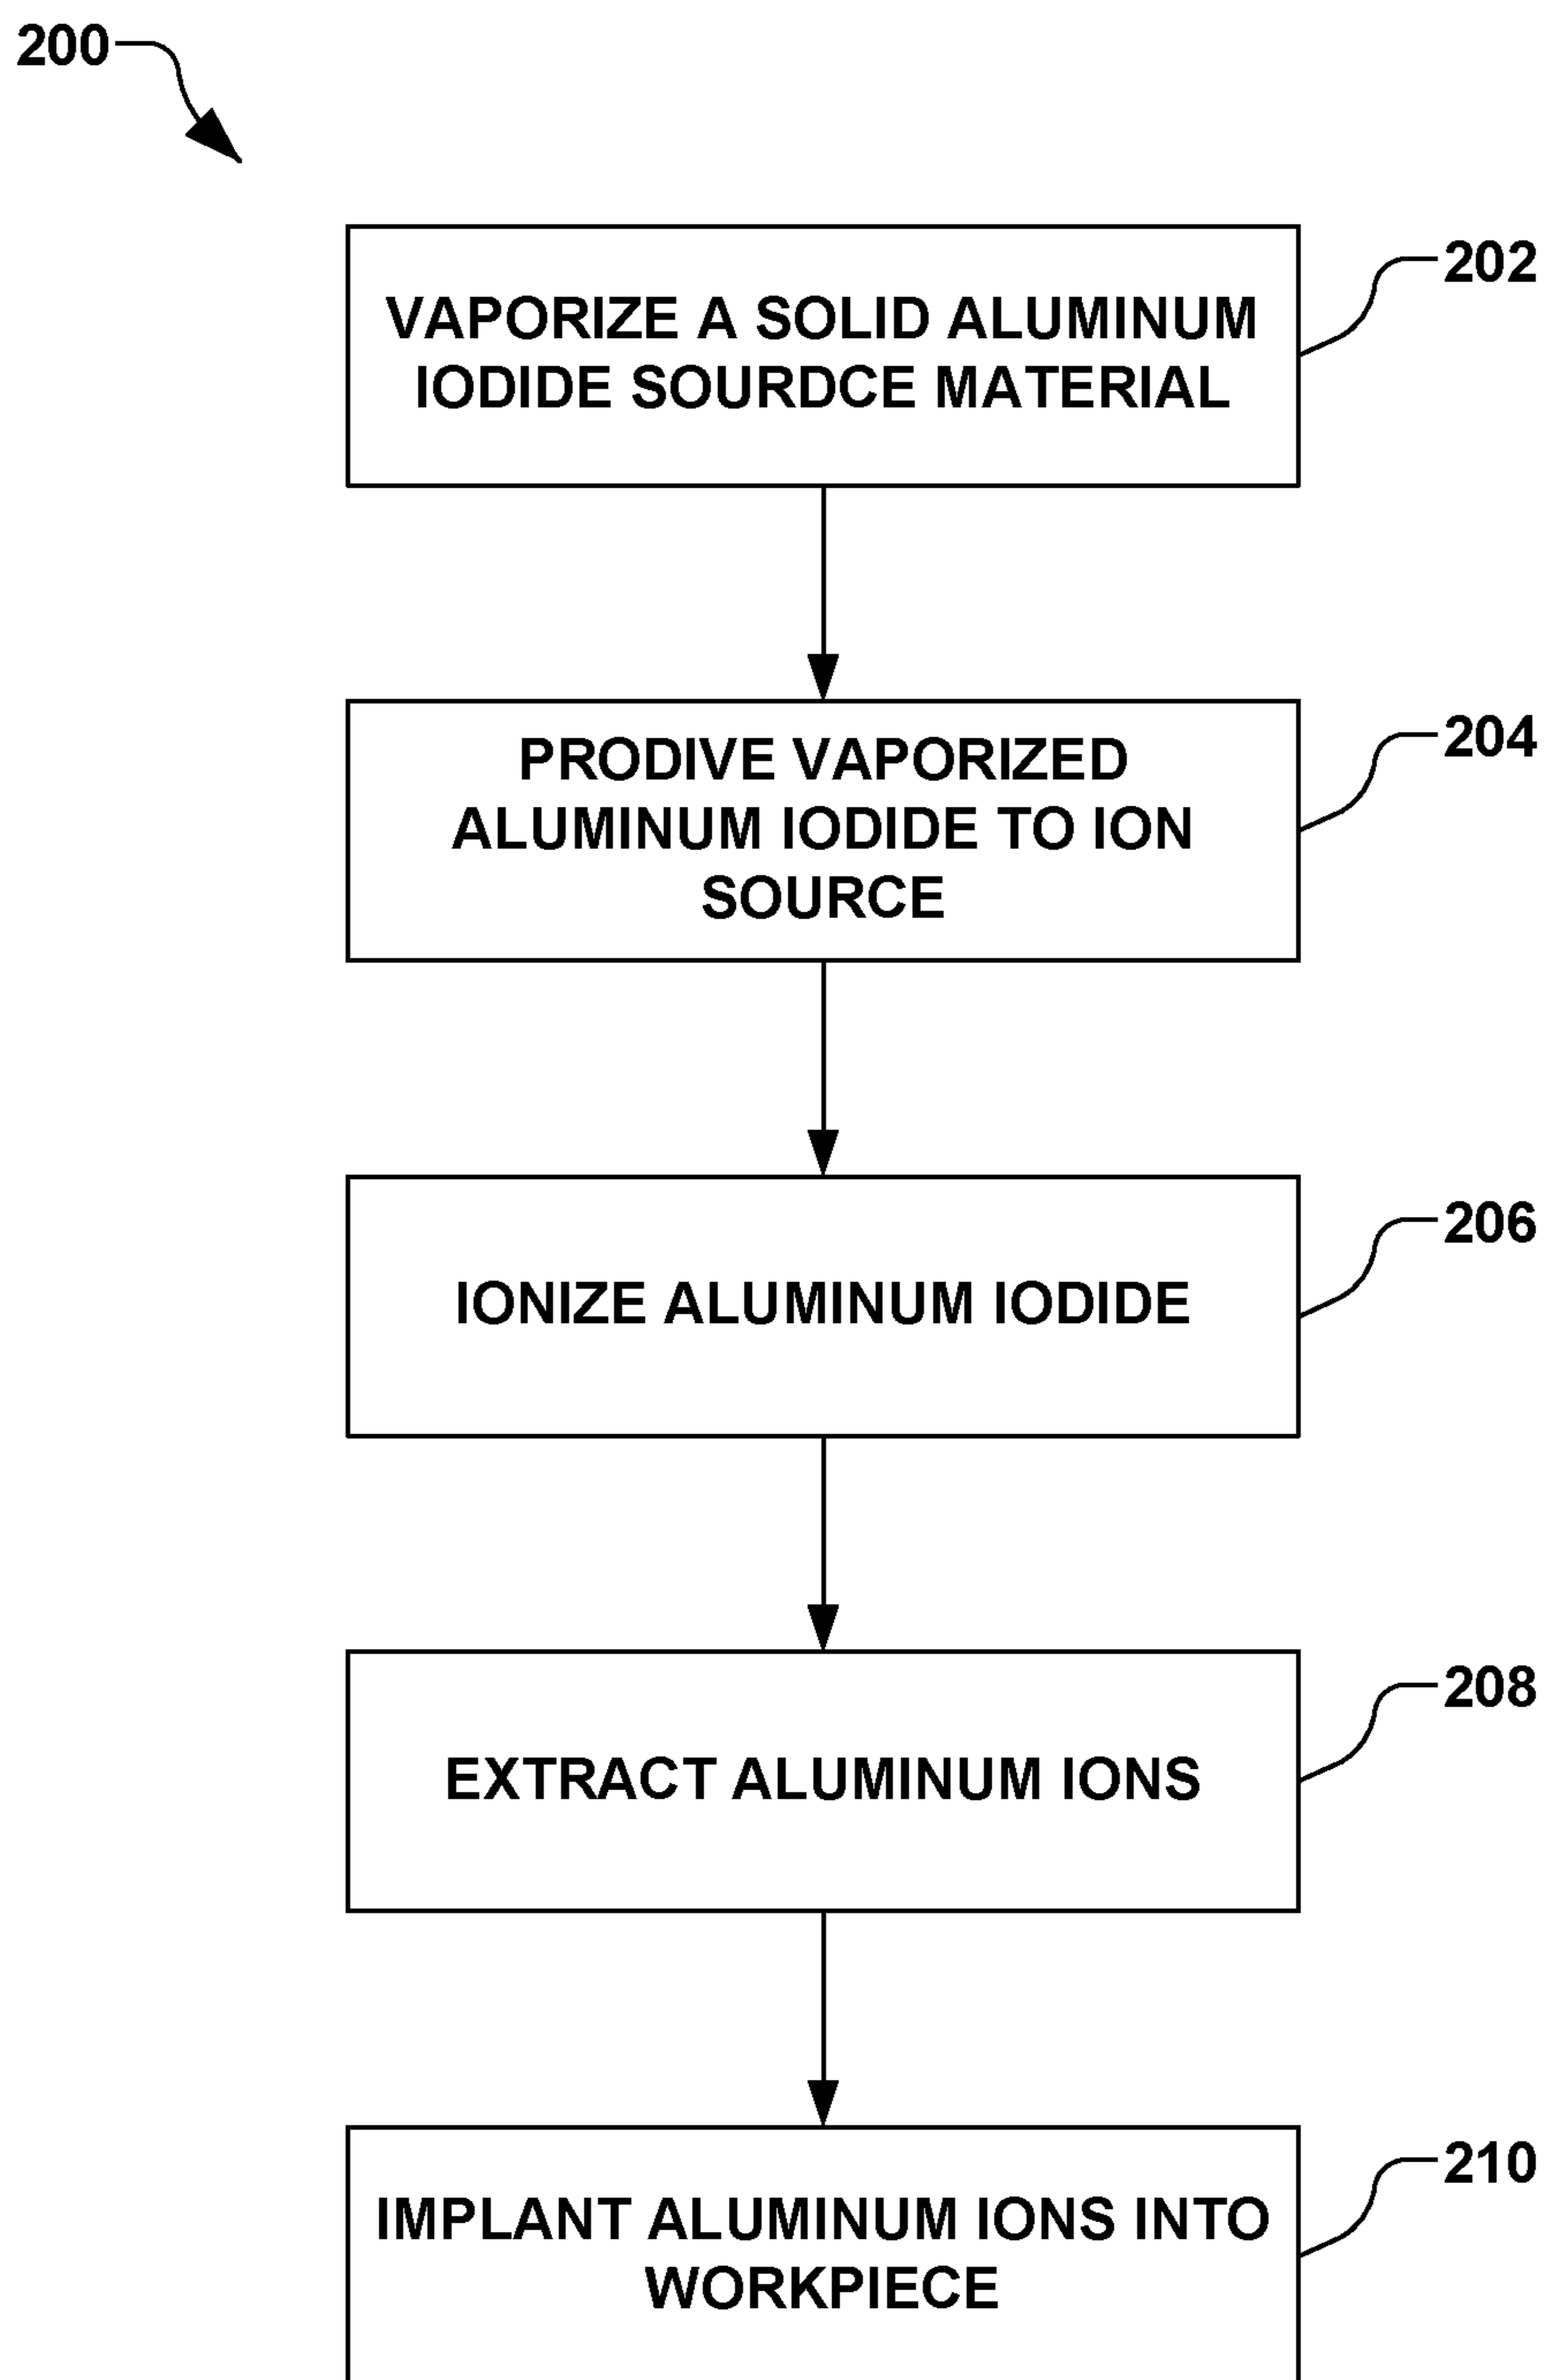 200
202
VAPORIZE A SOLID ALUMINUM
IODIDE SOURDCE MATERIAL
204
PRODIVE VAPORIZED
ALUMINUM IODIDE TO ION
SOURCE
206
IONIZE ALUMINUM IODIDE
208
EXTRACT ALUMINUM IONS
210
IMPLANT ALUMINUM IONS INTO
WORKPIECE